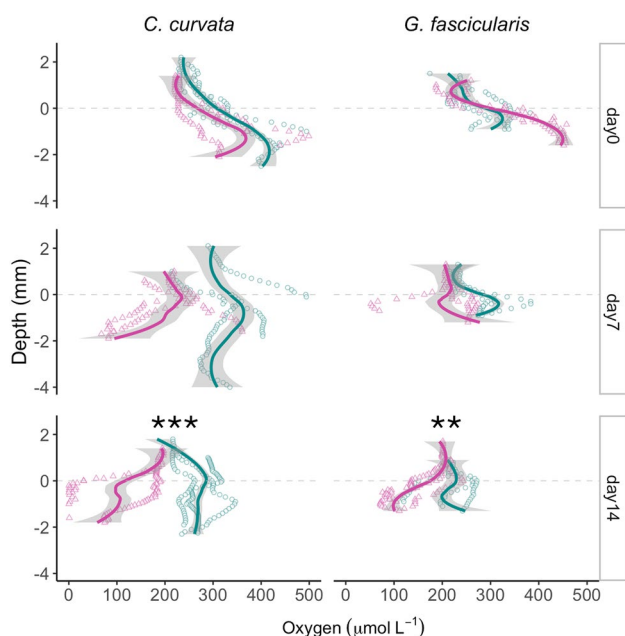 C. curvata G. fascicularis
2
0
-2
-4
day0
2
0
-2
-4
day7
Depth (mm)
*** **
2
0
-2
-4
day14
0 100 200 300 400 500 0 100 200 300 400 500
Oxygen (μmol L⁻¹)